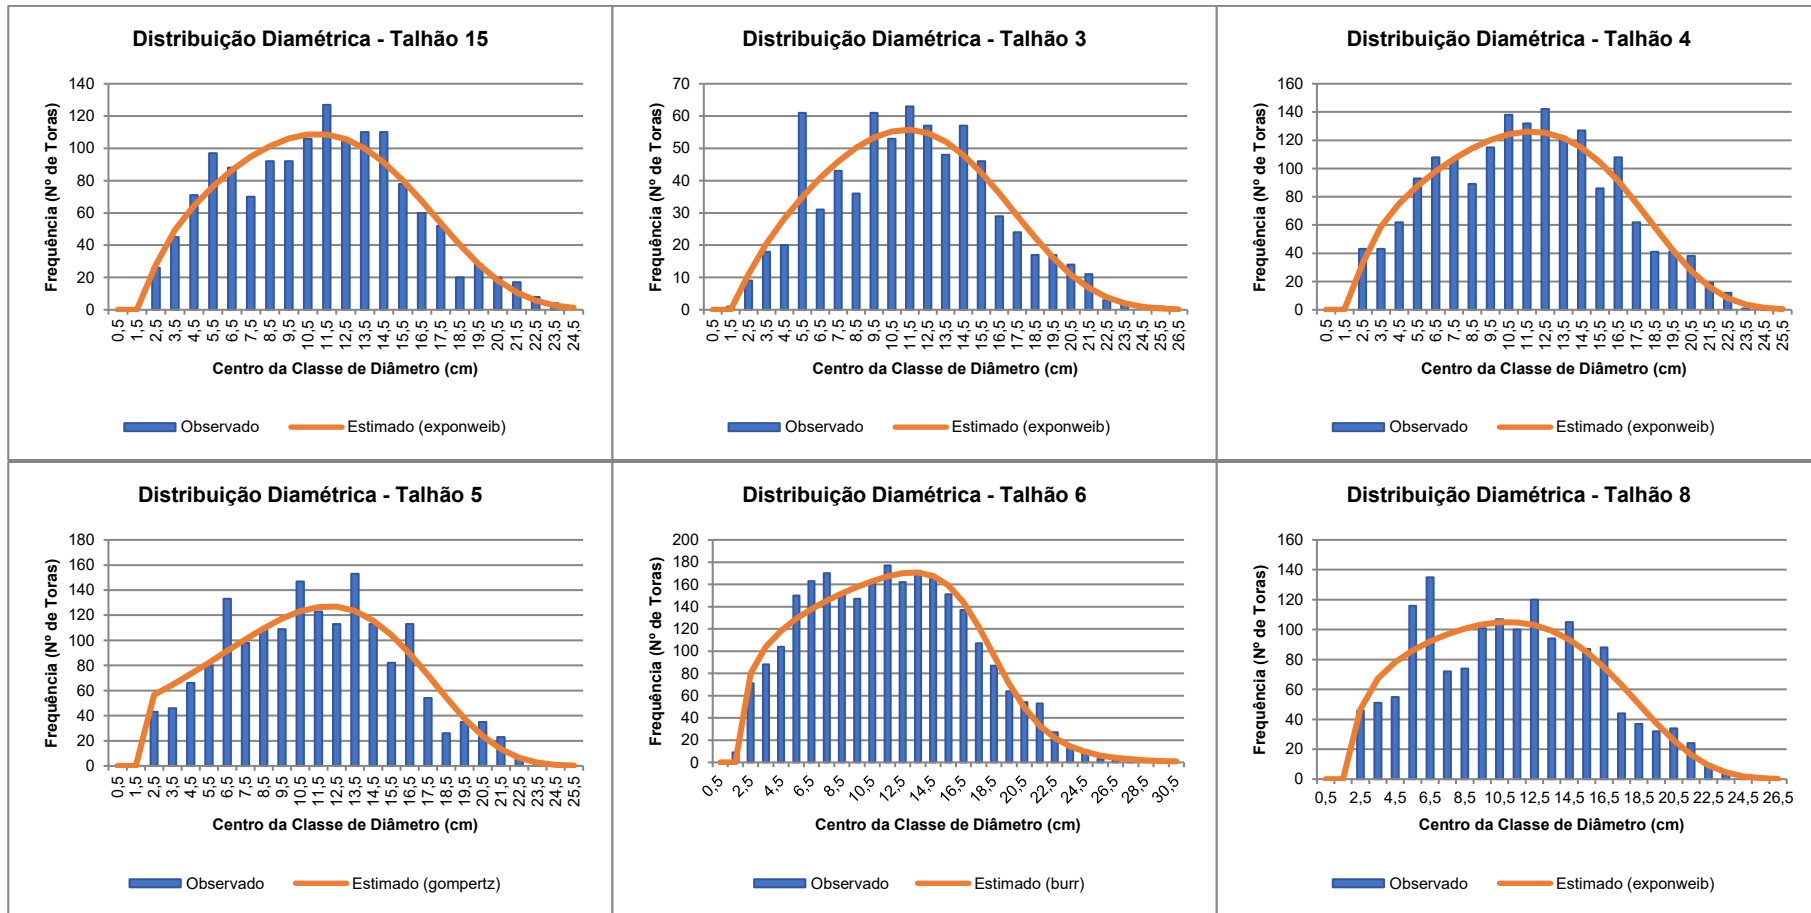 Distribuição Diamétrica - Talhão 15
Frequência (Nº de Toras)
140
120
100
80
60
40
20
0
0,5 1,5 2,5 3,5 4,5 5,5 6,5 7,5 8,5 9,5 10,5 11,5 12,5 13,5 14,5 15,5 16,5 17,5 18,5 19,5 20,5 21,5 22,5 23,5 24,5
Centro da Classe de Diâmetro (cm)
Observado Estimado (exponweib)
Distribuição Diamétrica - Talhão 3
Frequência (Nº de Toras)
70
60
50
40
30
20
10
0
0,5 1,5 2,5 3,5 4,5 5,5 6,5 7,5 8,5 9,5 10,5 11,5 12,5 13,5 14,5 15,5 16,5 17,5 18,5 19,5 20,5 21,5 22,5 23,5 24,5 25,5 26,5
Centro da Classe de Diâmetro (cm)
Observado Estimado (exponweib)
Distribuição Diamétrica - Talhão 4
Frequência (Nº de Toras)
160
140
120
100
80
60
40
20
0
0,5 1,5 2,5 3,5 4,5 5,5 6,5 7,5 8,5 9,5 10,5 11,5 12,5 13,5 14,5 15,5 16,5 17,5 18,5 19,5 20,5 21,5 22,5 23,5 24,5 25,5
Centro da Classe de Diâmetro (cm)
Observado Estimado (exponweib)
Distribuição Diamétrica - Talhão 5
Frequência (Nº de Toras)
180
160
140
120
100
80
60
40
20
0
0,5 1,5 2,5 3,5 4,5 5,5 6,5 7,5 8,5 9,5 10,5 11,5 12,5 13,5 14,5 15,5 16,5 17,5 18,5 19,5 20,5 21,5 22,5 23,5 24,5 25,5
Centro da Classe de Diâmetro (cm)
Observado Estimado (gompertz)
Distribuição Diamétrica - Talhão 6
Frequência (Nº de Toras)
200
180
160
140
120
100
80
60
40
20
0
0,5 2,5 4,5 6,5 8,5 10,5 12,5 14,5 16,5 18,5 20,5 22,5 24,5 26,5 28,5 30,5
Centro da Classe de Diâmetro (cm)
Observado Estimado (burr)
Distribuição Diamétrica - Talhão 8
Frequência (Nº de Toras)
160
140
120
100
80
60
40
20
0
0,5 2,5 4,5 6,5 8,5 10,5 12,5 14,5 16,5 18,5 20,5 22,5 24,5 26,5
Centro da Classe de Diâmetro (cm)
Observado Estimado (exponweib)